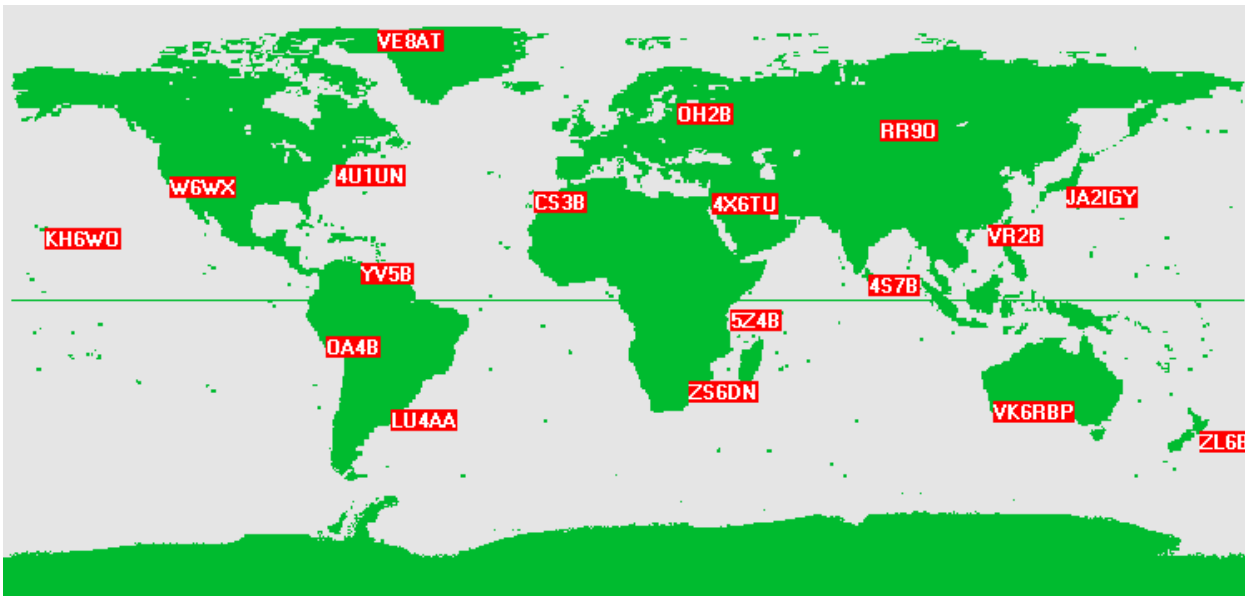 VE8AT
OH2B
RR9O
4U1UN
W6WX
CS3B
4X6TU
JA2IGY
KH6WO
VR2B
YV5B
4S7B
5Z4B
OA4B
ZS6DN
VK6RBP
LU4AA
ZL6B